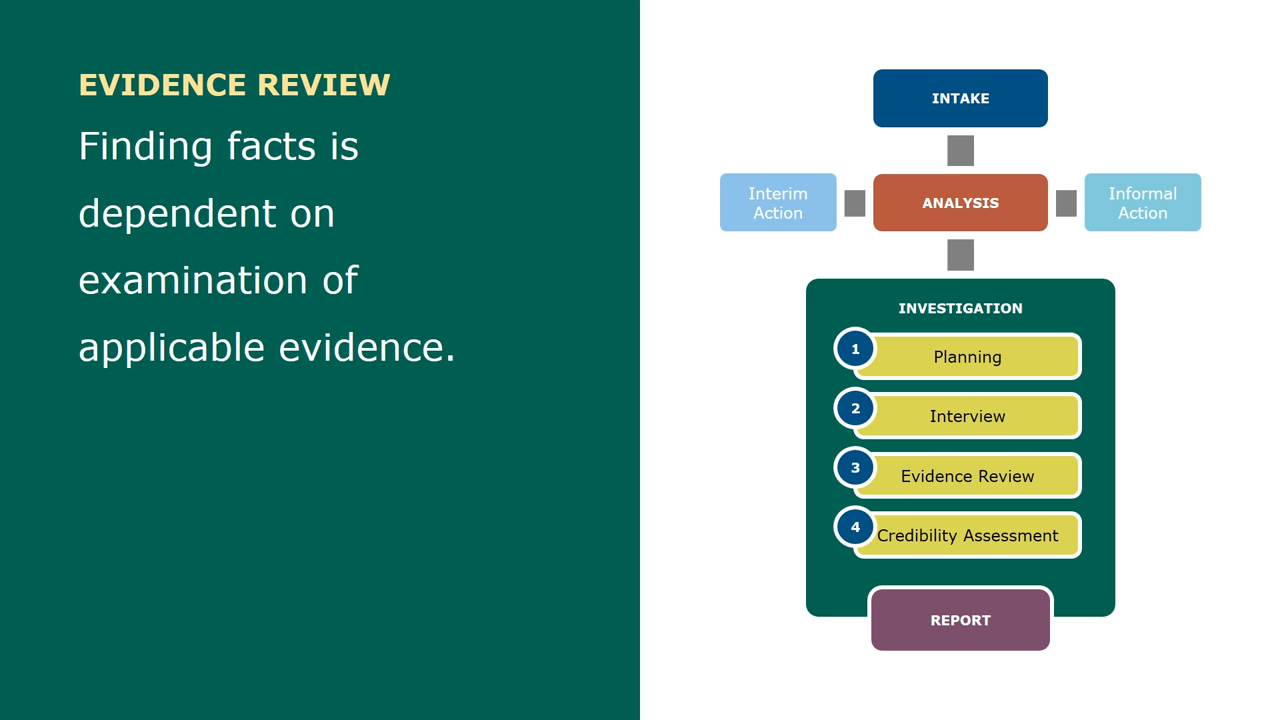 EVIDENCE REVIEW
Finding facts is
dependent on
examination of
applicable evidence.
INTAKE
Interim
Action
ANALYSIS
Informal
Action
INVESTIGATION
1 Planning
2 Interview
3 Evidence Review
4 Credibility Assessment
REPORT